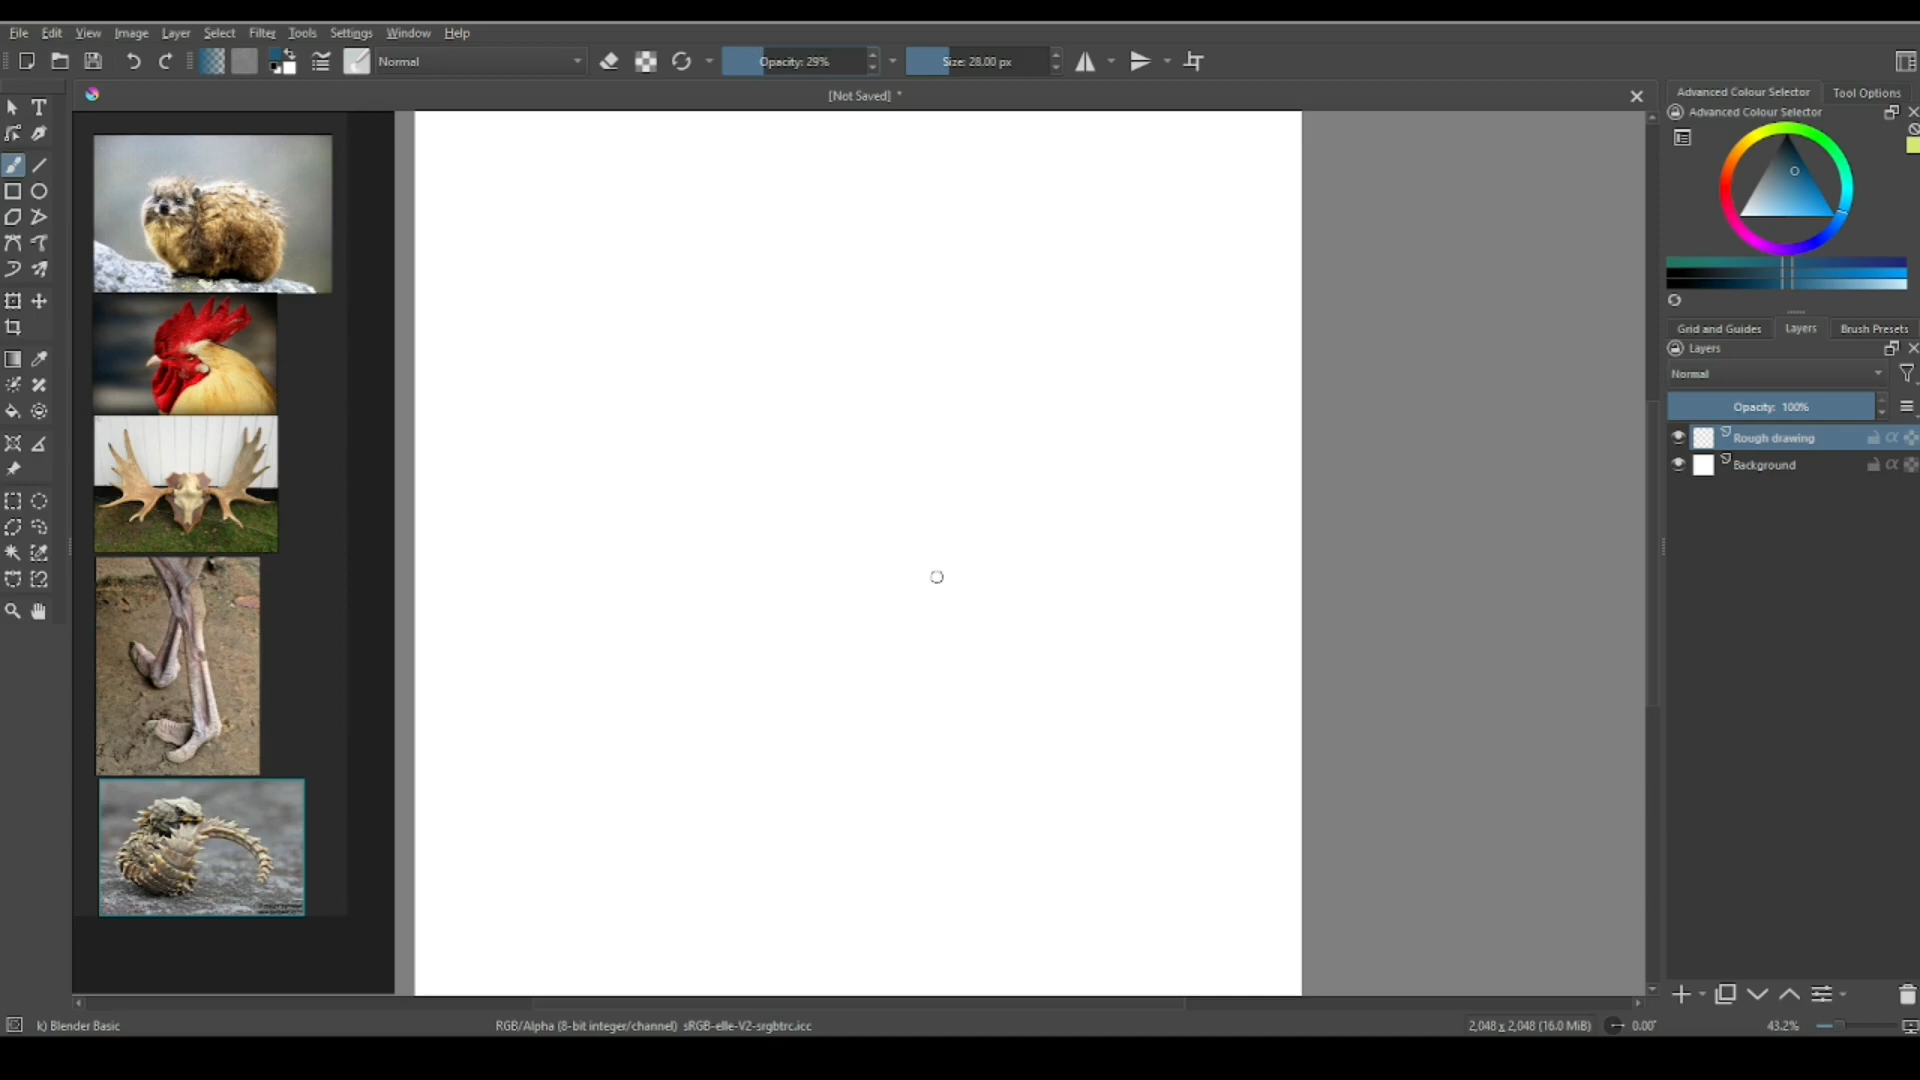 File Edit View Image Layer Select Filter Tools Settings Window Help
Normal Opacity: 29% Size: 28.00 px
[Not Saved] *
Advanced Colour Selector Tool Options
Advanced Colour Selector
Grid and Guides Layers Brush Presets
Layers
Normal
Opacity: 100%
Rough drawing
Background
k) Blender Basic RGB/Alpha (8-bit integer/channel) sRGB-elle-V2-srgbtrc.icc 2,048 x 2,048 (16.0 MiB) 0.00° 43.2%